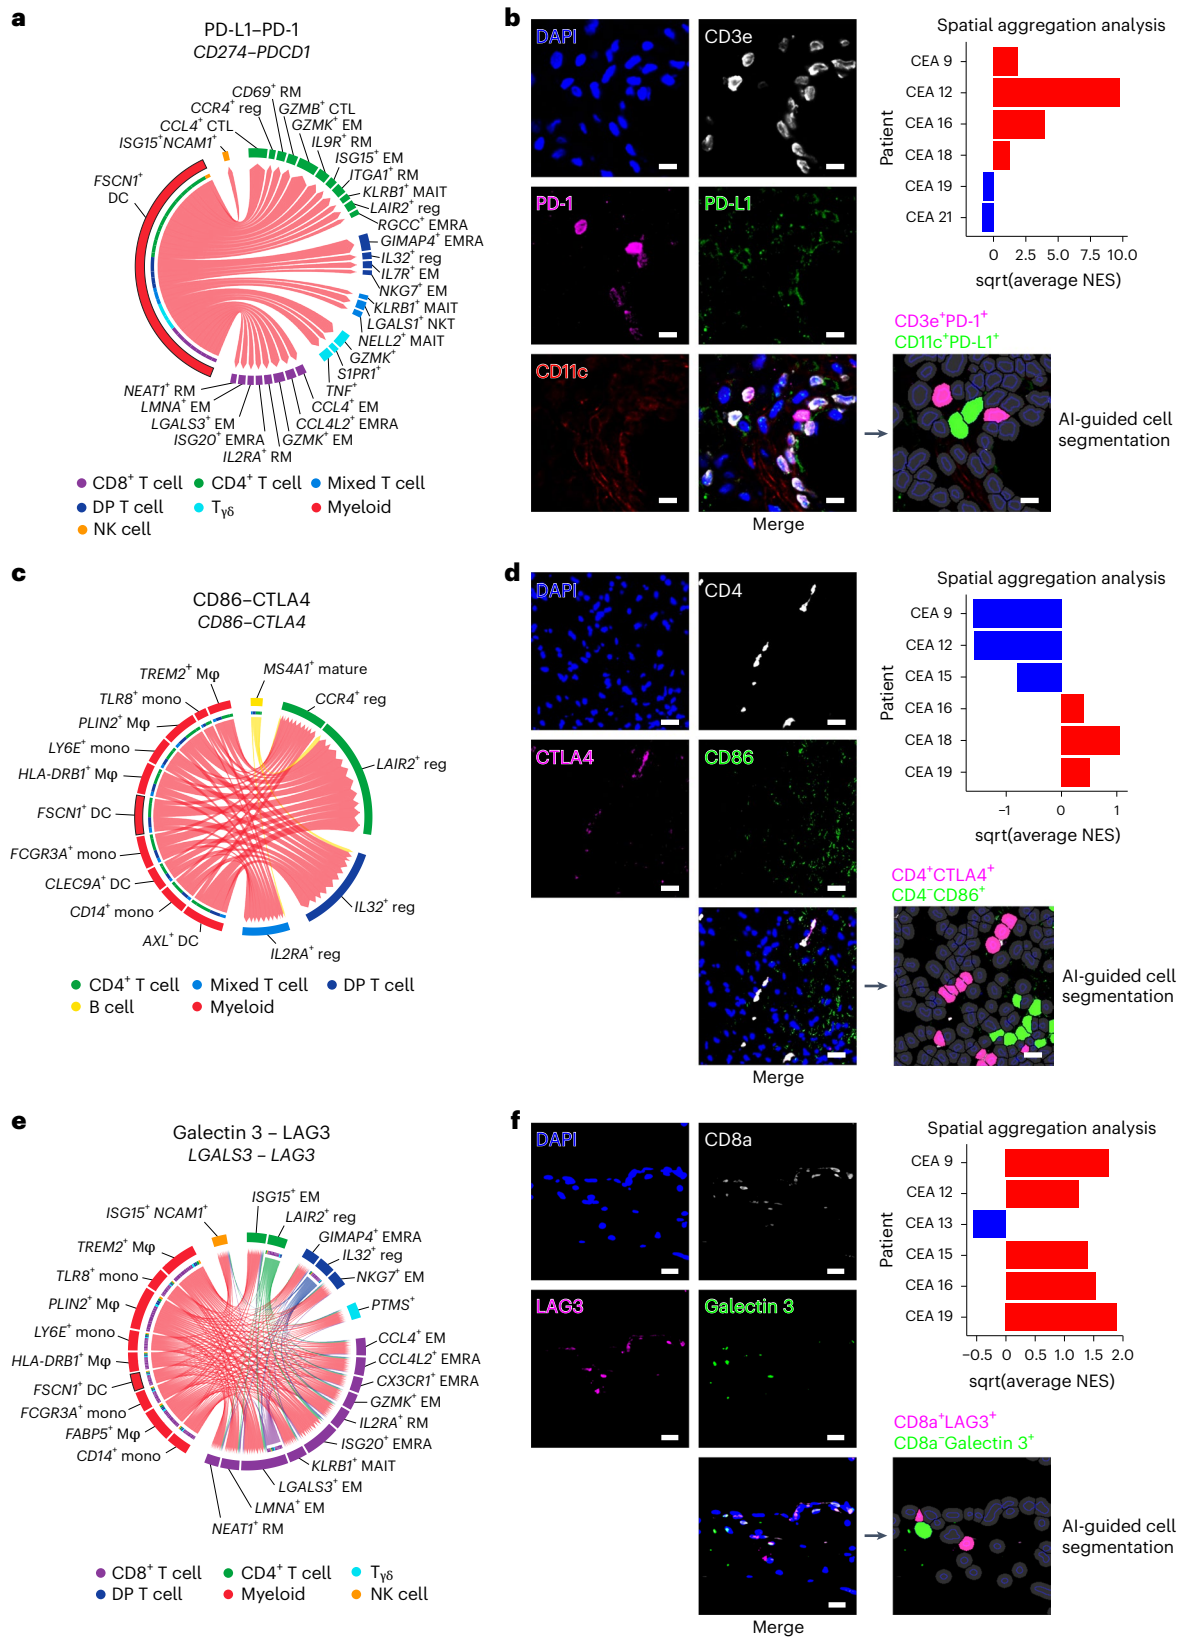 a
PD-L1–PD-1
CD274–PDCD1
CD69⁺ RM
CCR4⁺ reg
GZMB⁺ CTL
CCL4⁺ CTL
GZMK⁺ EM
ISG15⁺NCAM1⁺
IL9R⁺ RM
ISG15⁺ EM
FSCN1⁺
DC
ITGA1⁺ RM
KLRB1⁺ MAIT
LAIR2⁺ reg
RGCC⁺ EMRA
GIMAP4⁺ EMRA
IL32⁺ reg
IL7R⁺ EM
NKG7⁺ EM
KLRB1⁺ MAIT
LGALS1⁺ NKT
NELL2⁺ MAIT
GZMK⁺
S1PR1⁺
TNF⁺
NEAT1⁺ RM
LMNA⁺ EM
CCL4⁺ EM
LGALS3⁺ EM
CCL4L2⁺ EMRA
ISG20⁺ EMRA
GZMK⁺ EM
IL2RA⁺ RM
CD8⁺ T cell
CD4⁺ T cell
Mixed T cell
DP T cell
Tγδ
Myeloid
NK cell
b
DAPI
CD3e
PD-1
PD-L1
CD11c
Merge
Spatial aggregation analysis
CEA 9
CEA 12
CEA 16
CEA 18
CEA 19
CEA 21
Patient
0 2.5 5.0 7.5 10.0
sqrt(average NES)
CD3e⁺PD-1⁺
CD11c⁺PD-L1⁺
AI-guided cell
segmentation
c
CD86–CTLA4
CD86–CTLA4
MS4A1⁺ mature
TREM2⁺ Mφ
CCR4⁺ reg
TLR8⁺ mono
PLIN2⁺ Mφ
LY6E⁺ mono
LAIR2⁺ reg
HLA-DRB1⁺ Mφ
FSCN1⁺ DC
FCGR3A⁺ mono
CLEC9A⁺ DC
IL32⁺ reg
CD14⁺ mono
AXL⁺ DC
IL2RA⁺ reg
CD4⁺ T cell
Mixed T cell
DP T cell
B cell
Myeloid
d
DAPI
CD4
CTLA4
CD86
Merge
Spatial aggregation analysis
CEA 9
CEA 12
CEA 15
CEA 16
CEA 18
CEA 19
Patient
−1 0 1
sqrt(average NES)
CD4⁺CTLA4⁺
CD4⁻CD86⁺
AI-guided cell
segmentation
e
Galectin 3 – LAG3
LGALS3 – LAG3
ISG15⁺ EM
ISG15⁺ NCAM1⁺
LAIR2⁺ reg
GIMAP4⁺ EMRA
TREM2⁺ Mφ
IL32⁺ reg
TLR8⁺ mono
NKG7⁺ EM
PLIN2⁺ Mφ
PTMS⁺
LY6E⁺ mono
CCL4⁺ EM
HLA-DRB1⁺ Mφ
CCL4L2⁺ EMRA
FSCN1⁺ DC
CX3CR1⁺ EMRA
FCGR3A⁺ mono
GZMK⁺ EM
FABP5⁺ Mφ
IL2RA⁺ RM
CD14⁺ mono
ISG20⁺ EMRA
KLRB1⁺ MAIT
LGALS3⁺ EM
LMNA⁺ EM
NEAT1⁺ RM
CD8⁺ T cell
CD4⁺ T cell
Tγδ
DP T cell
Myeloid
NK cell
f
DAPI
CD8a
LAG3
Galectin 3
Merge
Spatial aggregation analysis
CEA 9
CEA 12
CEA 13
CEA 15
CEA 16
CEA 19
Patient
−0.5 0 0.5 1.0 1.5 2.0
sqrt(average NES)
CD8a⁺LAG3⁺
CD8a⁻Galectin 3⁺
AI-guided cell
segmentation